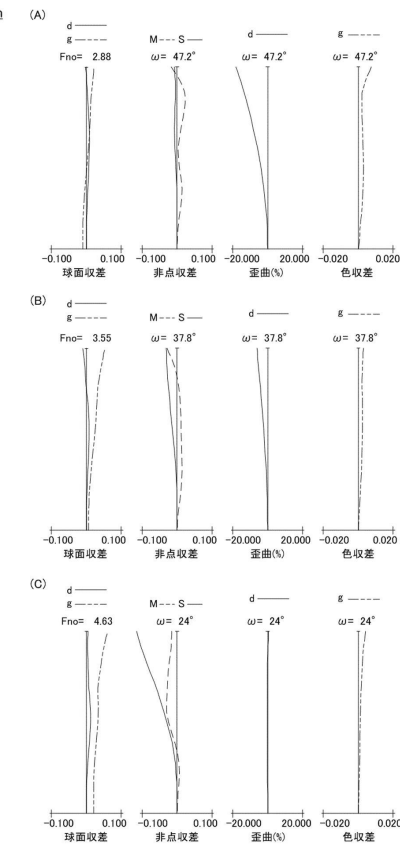 (A)
d
g
M S
d
g
Fno= 2.88
ω= 47.2°
ω= 47.2°
ω= 47.2°
-0.100 0.100
-0.100 0.100
-20.000 20.000
-0.020 0.020
球面収差
非点収差
歪曲(%)
色収差
(B)
d
g
M S
d
g
Fno= 3.55
ω= 37.8°
ω= 37.8°
ω= 37.8°
-0.100 0.100
-0.100 0.100
-20.000 20.000
-0.020 0.020
球面収差
非点収差
歪曲(%)
色収差
(C)
d
g
M S
d
g
Fno= 4.63
ω= 24°
ω= 24°
ω= 24°
-0.100 0.100
-0.100 0.100
-20.000 20.000
-0.020 0.020
球面収差
非点収差
歪曲(%)
色収差